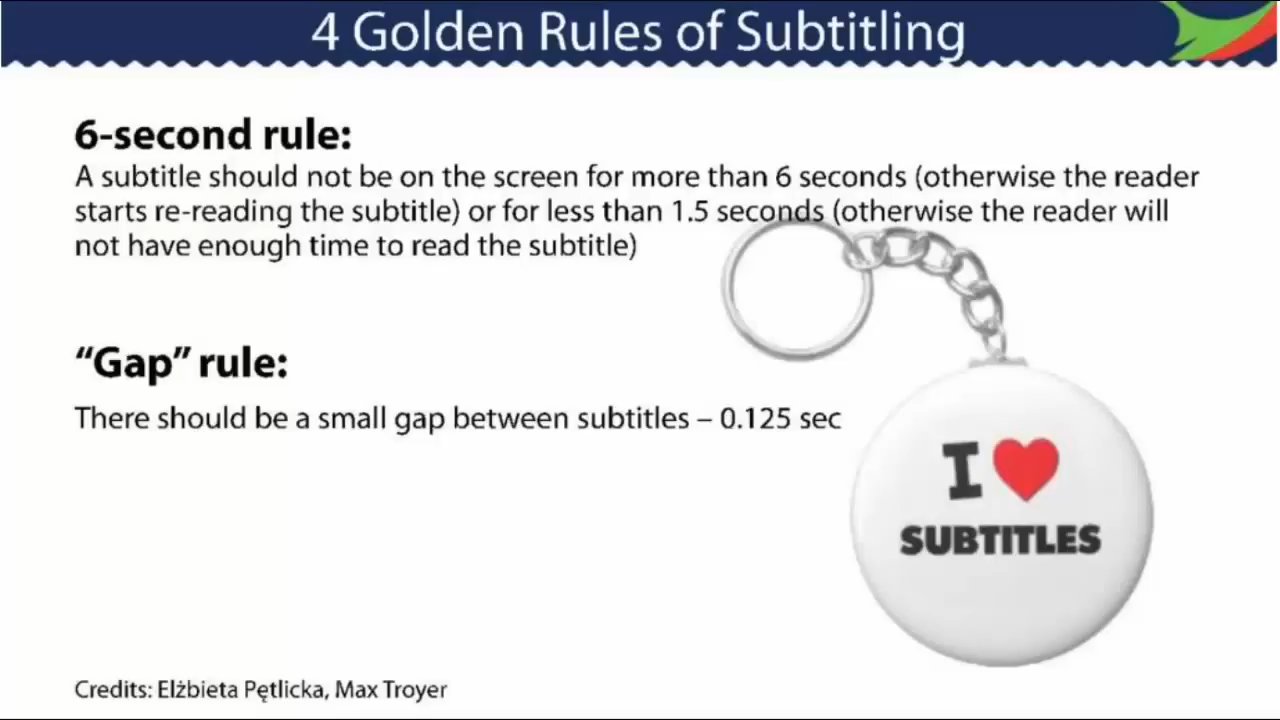 4 Golden Rules of Subtitling
6-second rule:
A subtitle should not be on the screen for more than 6 seconds (otherwise the reader
starts re-reading the subtitle) or for less than 1.5 seconds (otherwise the reader will
not have enough time to read the subtitle)
“Gap” rule:
There should be a small gap between subtitles – 0.125 sec
I
SUBTITLES
Credits: Elżbieta Pętlicka, Max Troyer